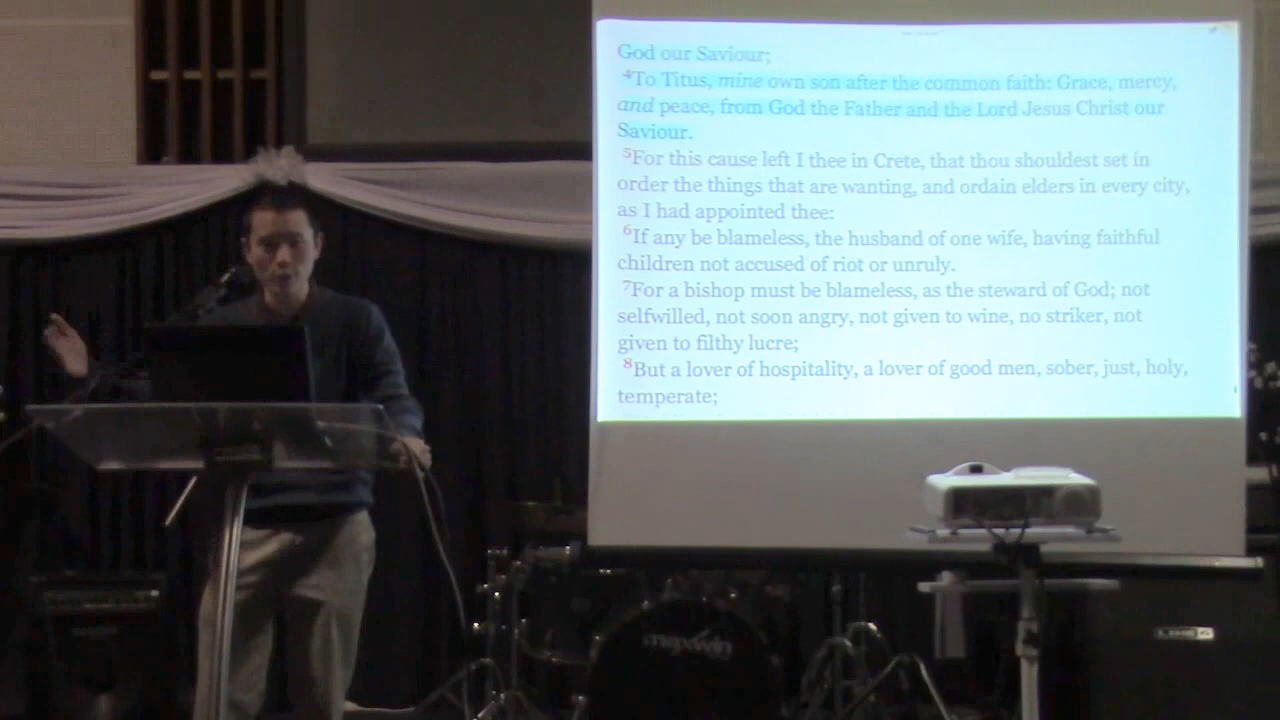 God our Saviour;
4To Titus, mine own son after the common faith: Grace, mercy,
and peace, from God the Father and the Lord Jesus Christ our
Saviour.
5For this cause left I thee in Crete, that thou shouldest set in
order the things that are wanting, and ordain elders in every city,
as I had appointed thee:
6If any be blameless, the husband of one wife, having faithful
children not accused of riot or unruly.
7For a bishop must be blameless, as the steward of God; not
selfwilled, not soon angry, not given to wine, no striker, not
given to filthy lucre;
8But a lover of hospitality, a lover of good men, sober, just, holy,
temperate;
LINE 6